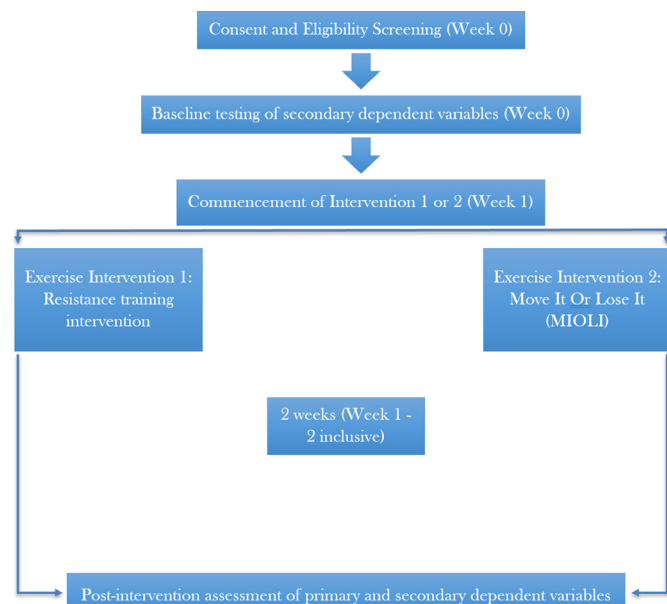 Consent and Eligibility Screening (Week 0)
Baseline testing of secondary dependent variables (Week 0)
Commencement of Intervention 1 or 2 (Week 1)
Exercise Intervention 1:
Resistance training
intervention
Exercise Intervention 2:
Move It Or Lose It
(MIOLI)
2 weeks (Week 1 -
2 inclusive)
Post-intervention assessment of primary and secondary dependent variables